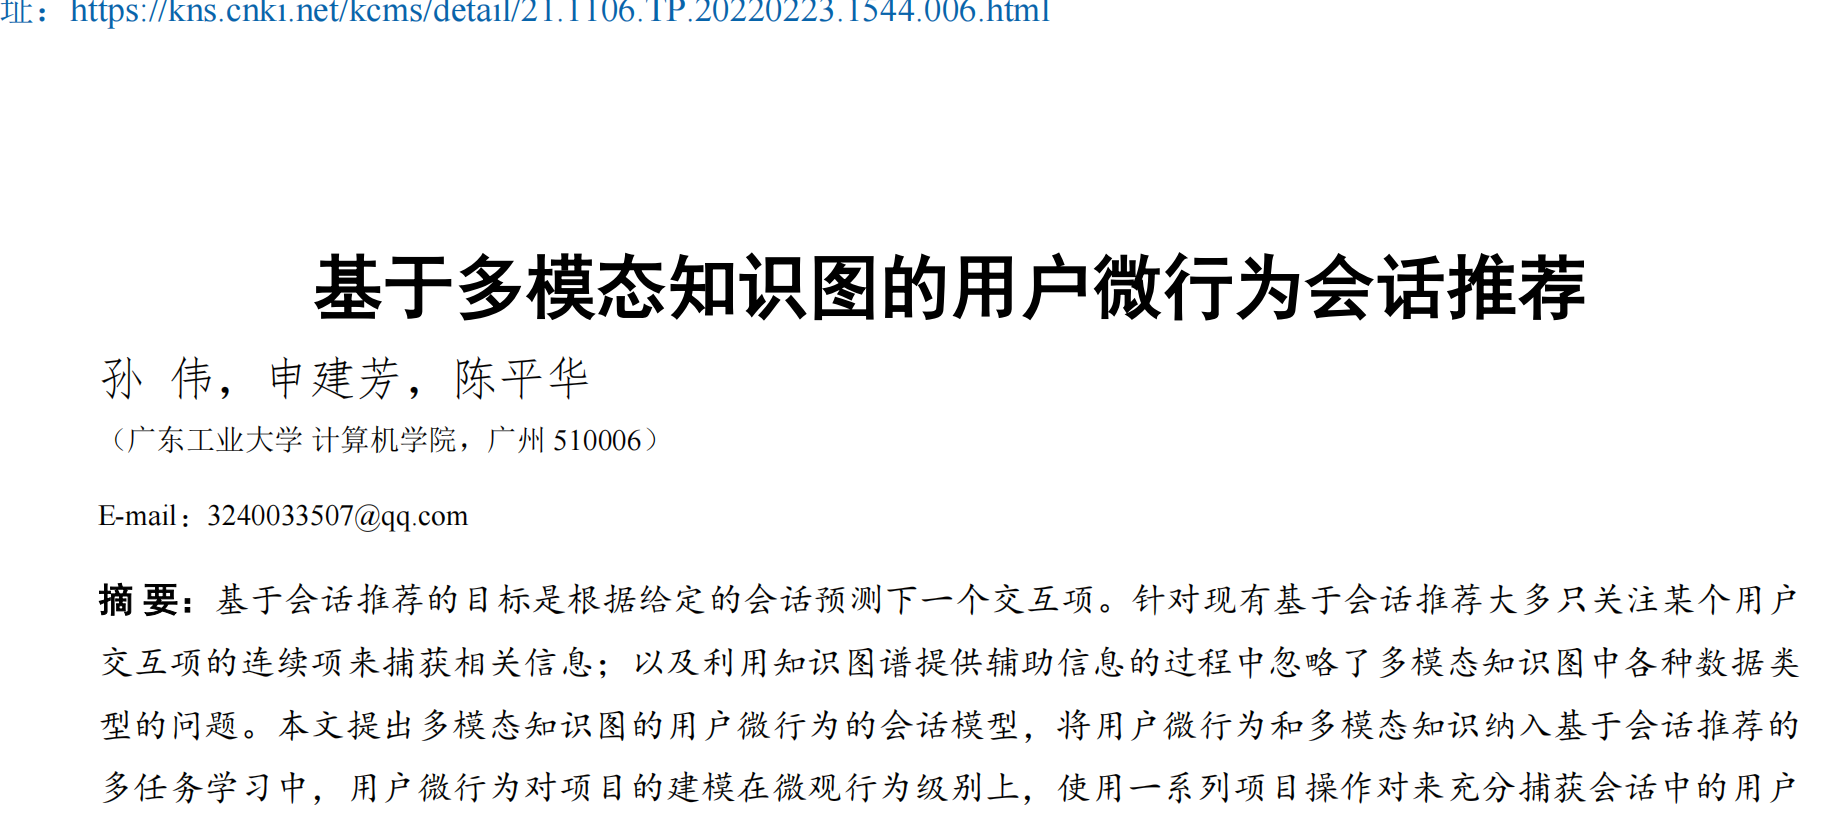 址：https://kns.cnki.net/kcms/detail/21.1106.TP.20220223.1544.006.html
基于多模态知识图的用户微行为会话推荐
孙 伟，申建芳，陈平华
（广东工业大学 计算机学院，广州 510006）
E-mail：3240033507@qq.com
摘 要：基于会话推荐的目标是根据给定的会话预测下一个交互项。针对现有基于会话推荐大多只关注某个用户
交互项的连续项来捕获相关信息；以及利用知识图谱提供辅助信息的过程中忽略了多模态知识图中各种数据类
型的问题。本文提出多模态知识图的用户微行为的会话模型，将用户微行为和多模态知识纳入基于会话推荐的
多任务学习中，用户微行为对项目的建模在微观行为级别上，使用一系列项目操作对来充分捕获会话中的用户